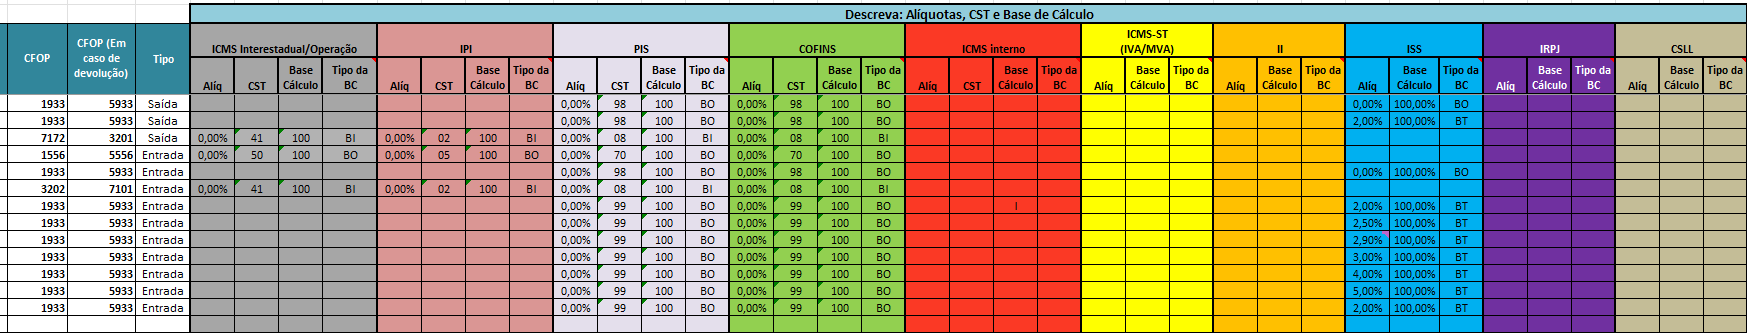 Descreva: Alíquotas, CST e Base de Cálculo
CFOP CFOP (Em caso de devolução) Tipo ICMS Interestadual/Operação IPI PIS COFINS ICMS interno ICMS-ST (IVA/MVA) II ISS IRPJ CSLL
Alíq CST Base Cálculo Tipo da BC Alíq CST Base Cálculo Tipo da BC Alíq CST Base Cálculo Tipo da BC Alíq CST Base Cálculo Tipo da BC Alíq CST Base Cálculo Tipo da BC Alíq Base Cálculo Tipo da BC Alíq Base Cálculo Tipo da BC Alíq Base Cálculo Tipo da BC Alíq Base Cálculo Tipo da BC Alíq Base Cálculo Tipo da BC
1933 5933 Saída 0,00% 98 100 BO 0,00% 98 100 BO 0,00% 100,00% BO
1933 5933 Saída 0,00% 98 100 BO 0,00% 98 100 BO 2,00% 100,00% BT
7172 3201 Saída 0,00% 41 100 BI 0,00% 02 100 BI 0,00% 08 100 BI 0,00% 08 100 BI
1556 5556 Entrada 0,00% 50 100 BO 0,00% 05 100 BO 0,00% 70 100 BO 0,00% 70 100 BO
1933 5933 Entrada 0,00% 98 100 BO 0,00% 98 100 BO 0,00% 100,00% BO
3202 7101 Entrada 0,00% 41 100 BI 0,00% 02 100 BI 0,00% 08 100 BI 0,00% 08 100 BI
1933 5933 Entrada 0,00% 99 100 BO 0,00% 99 100 BO I 2,00% 100,00% BT
1933 5933 Entrada 0,00% 99 100 BO 0,00% 99 100 BO 2,50% 100,00% BT
1933 5933 Entrada 0,00% 99 100 BO 0,00% 99 100 BO 2,90% 100,00% BT
1933 5933 Entrada 0,00% 99 100 BO 0,00% 99 100 BO 3,00% 100,00% BT
1933 5933 Entrada 0,00% 99 100 BO 0,00% 99 100 BO 4,00% 100,00% BT
1933 5933 Entrada 0,00% 99 100 BO 0,00% 99 100 BO 5,00% 100,00% BT
1933 5933 Entrada 0,00% 99 100 BO 0,00% 99 100 BO 2,00% 100,00% BT